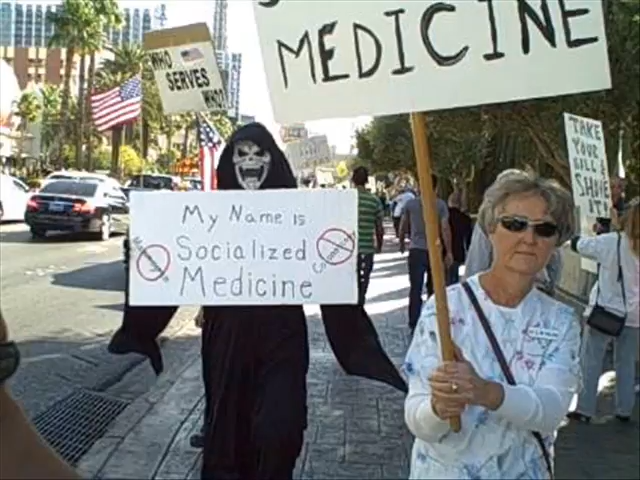 MEDICINE
WHO
SERVES
WHO?
My Name is
Socialized
Medicine
TAKE
YOUR
BILL &
SHOVE
IT